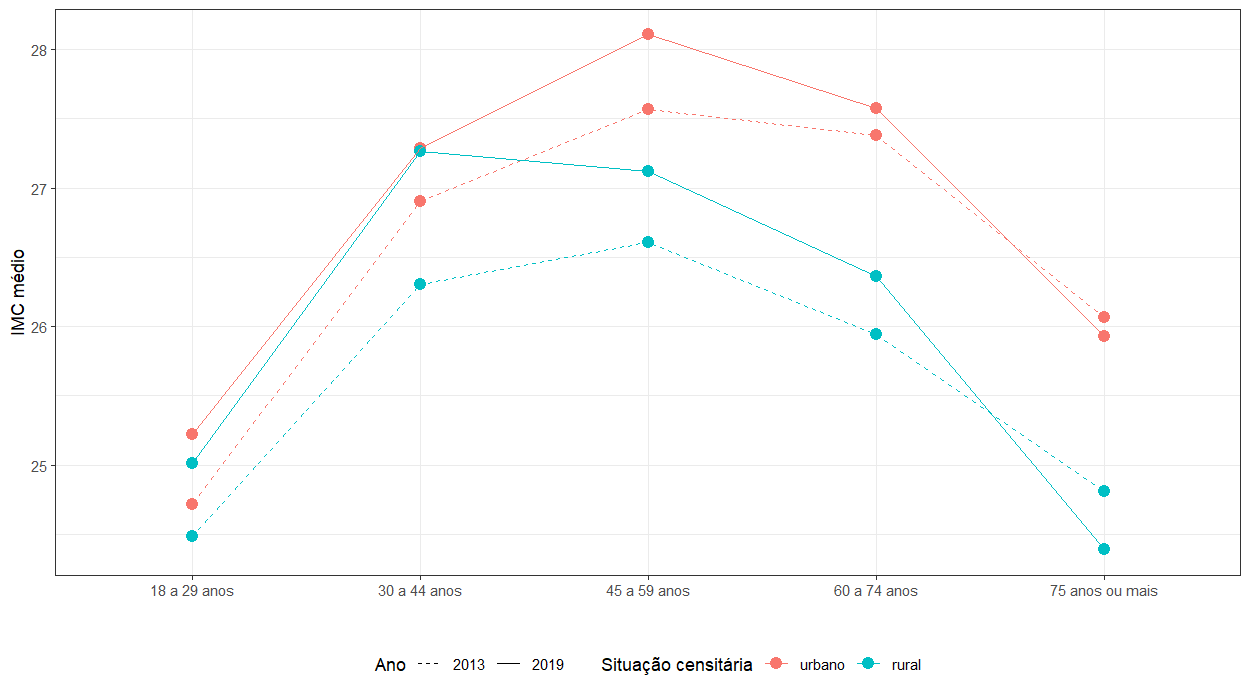 28
27
26
25
IMC médio
18 a 29 anos 30 a 44 anos 45 a 59 anos 60 a 74 anos 75 anos ou mais
Ano 2013 2019 Situação censitária urbano rural